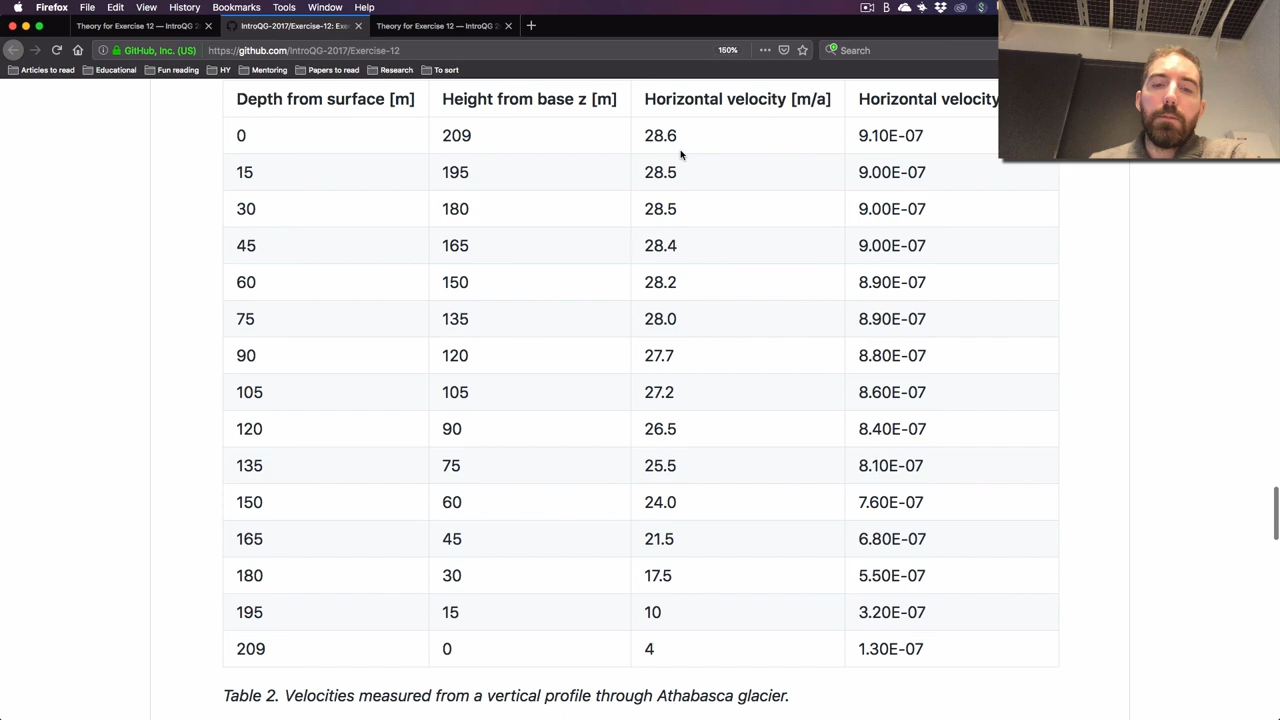 Firefox File Edit View History Bookmarks Tools Window Help
Theory for Exercise 12 — IntroQG 2 IntroQG-2017/Exercise-12: Exe Theory for Exercise 12 — IntroQG 2
GitHub, Inc. (US) https://github.com/IntroQG-2017/Exercise-12 150% Search
Articles to read Educational Fun reading HY Mentoring Papers to read Research To sort
Depth from surface [m] Height from base z [m] Horizontal velocity [m/a] Horizontal velocity
0 209 28.6 9.10E-07
15 195 28.5 9.00E-07
30 180 28.5 9.00E-07
45 165 28.4 9.00E-07
60 150 28.2 8.90E-07
75 135 28.0 8.90E-07
90 120 27.7 8.80E-07
105 105 27.2 8.60E-07
120 90 26.5 8.40E-07
135 75 25.5 8.10E-07
150 60 24.0 7.60E-07
165 45 21.5 6.80E-07
180 30 17.5 5.50E-07
195 15 10 3.20E-07
209 0 4 1.30E-07
Table 2. Velocities measured from a vertical profile through Athabasca glacier.